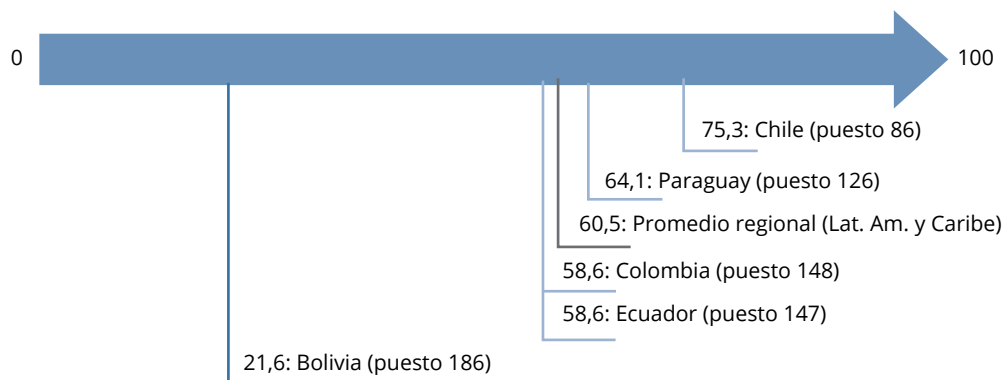 0
100
75,3: Chile (puesto 86)
64,1: Paraguay (puesto 126)
60,5: Promedio regional (Lat. Am. y Caribe)
58,6: Colombia (puesto 148)
58,6: Ecuador (puesto 147)
21,6: Bolivia (puesto 186)